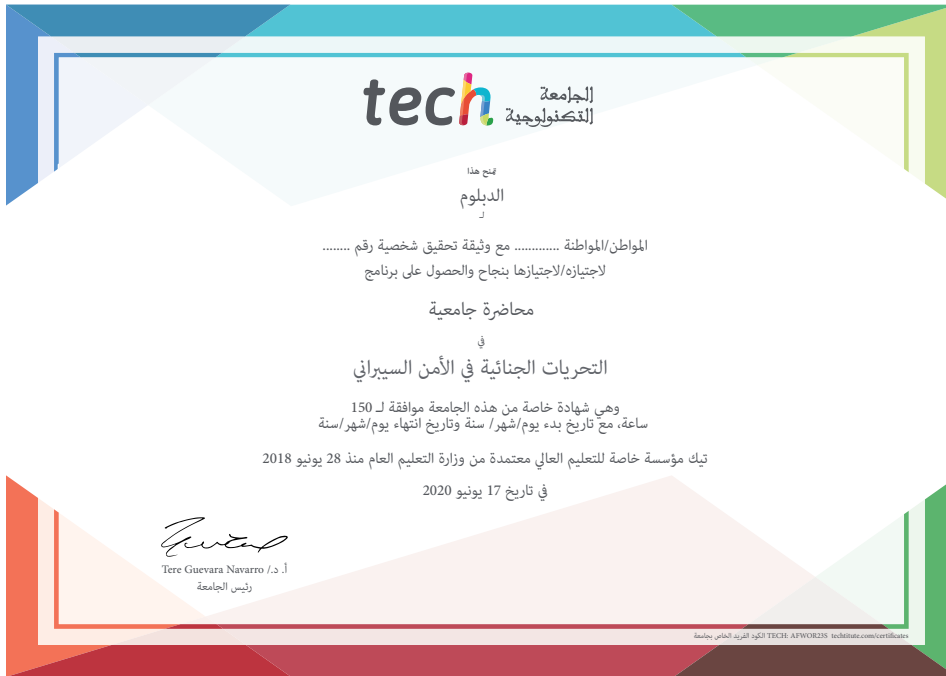 tech الجامعة
التكنولوجية
تمنح هذا
الدبلوم
لـ
المواطن/المواطنة ............. مع وثيقة تحقيق شخصية رقم ........
لاجتيازه/لاجتيازها بنجاح والحصول على برنامج
محاضرة جامعية
في
التحريات الجنائية في الأمن السيبراني
وهي شهادة خاصة من هذه الجامعة موافقة لـ 150
ساعة، مع تاريخ بدء يوم/شهر/ سنة وتاريخ انتهاء يوم/شهر/سنة
تيك مؤسسة خاصة للتعليم العالي معتمدة من وزارة التعليم العام منذ 28 يونيو 2018
في تاريخ 17 يونيو 2020
أ. د./ Tere Guevara Navarro
رئيس الجامعة
الكود الفريد الخاص بجامعة TECH: AFWOR23S techtitute.com/certificates